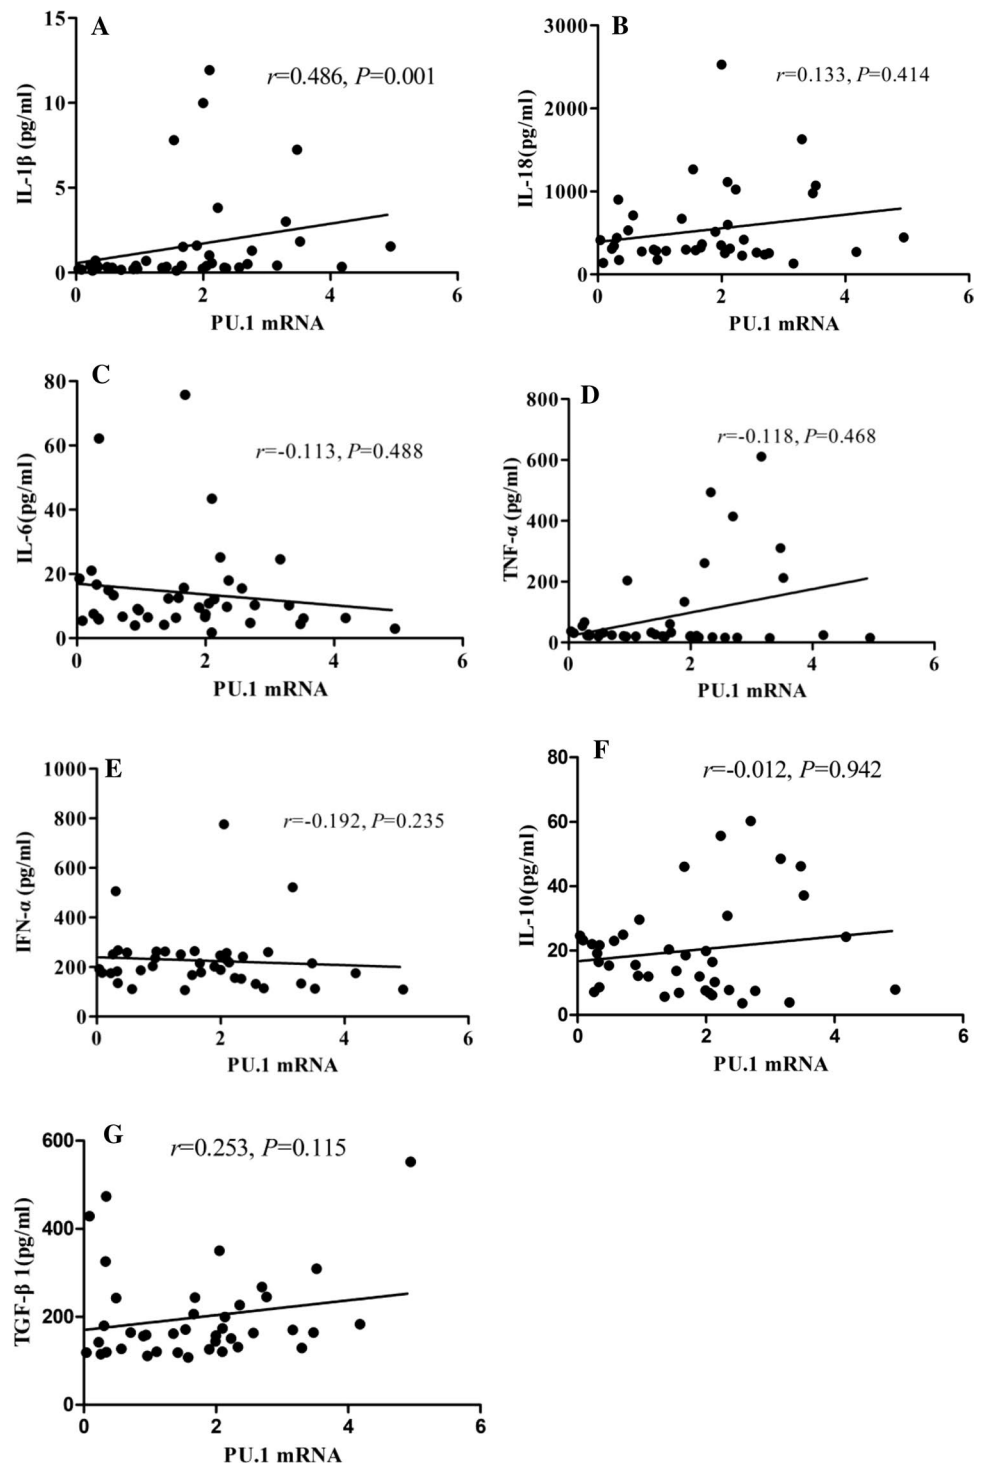 A
r=0.486, P=0.001
IL-1β (pg/ml)
15
10
5
0
0 2 4 6
PU.1 mRNA
B
r=0.133, P=0.414
IL-18(pg/ml)
3000
2000
1000
0
0 2 4 6
PU.1 mRNA
C
r=-0.113, P=0.488
IL-6(pg/ml)
80
60
40
20
0
0 2 4 6
PU.1 mRNA
D
r=-0.118, P=0.468
TNF-α (pg/ml)
800
600
400
200
0
0 2 4 6
PU.1 mRNA
E
r=-0.192, P=0.235
IFN-α (pg/ml)
1000
800
600
400
200
0
0 2 4 6
PU.1 mRNA
F
r=-0.012, P=0.942
IL-10(pg/ml)
80
60
40
20
0
0 2 4 6
PU.1 mRNA
G
r=0.253, P=0.115
TGF-β 1(pg/ml)
600
400
200
0
0 2 4 6
PU.1 mRNA